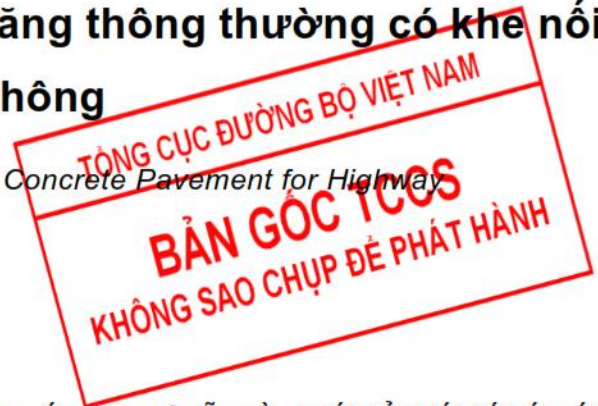 ăng thông thường có khe nối
hông
Concrete Pavement for Highway
TỔNG CỤC ĐƯỜNG BỘ VIỆT NAM
BẢN GỐC TCCS
KHÔNG SAO CHỤP ĐỂ PHÁT HÀNH